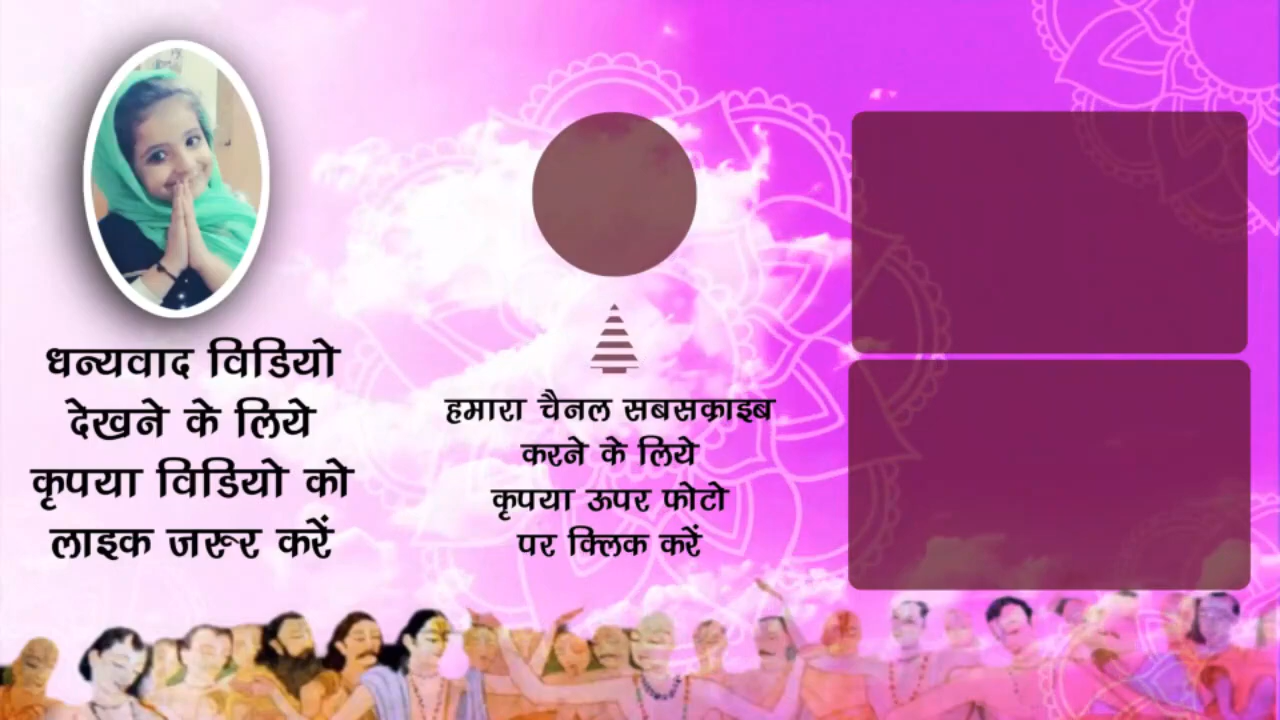 धन्यवाद विडियो
देखने के लिये
कृपया विडियो को
लाइक जरूर करें
हमारा चैनल सबसक्राइब
करने के लिये
कृपया ऊपर फोटो
पर क्लिक करें